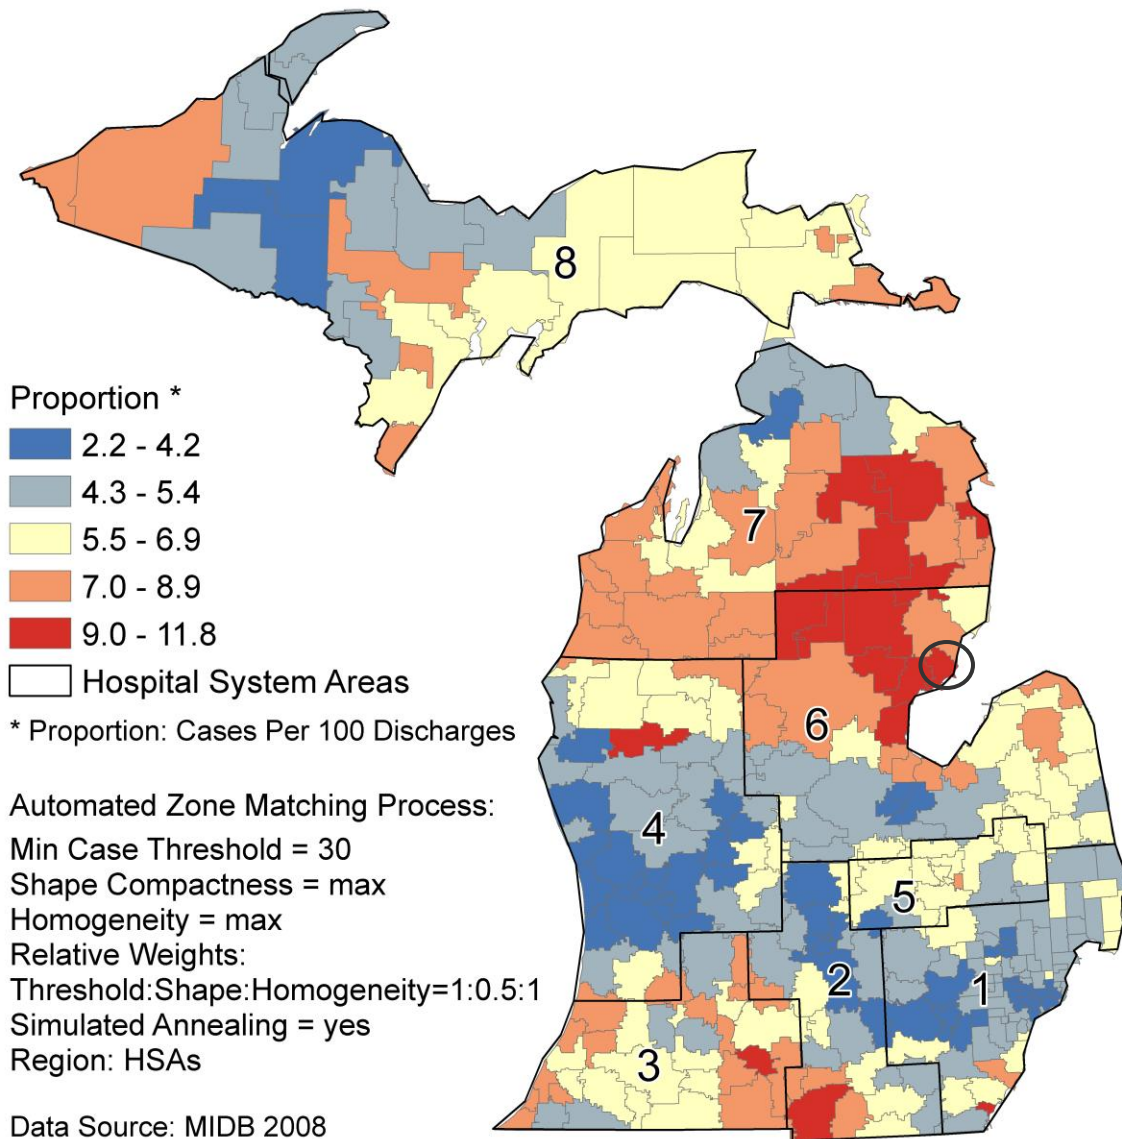 Proportion *
2.2 - 4.2
4.3 - 5.4
5.5 - 6.9
7.0 - 8.9
9.0 - 11.8
Hospital System Areas
* Proportion: Cases Per 100 Discharges
Automated Zone Matching Process:
Min Case Threshold = 30
Shape Compactness = max
Homogeneity = max
Relative Weights:
Threshold:Shape:Homogeneity=1:0.5:1
Simulated Annealing = yes
Region: HSAs
Data Source: MIDB 2008
8
7
6
4
5
2
1
3